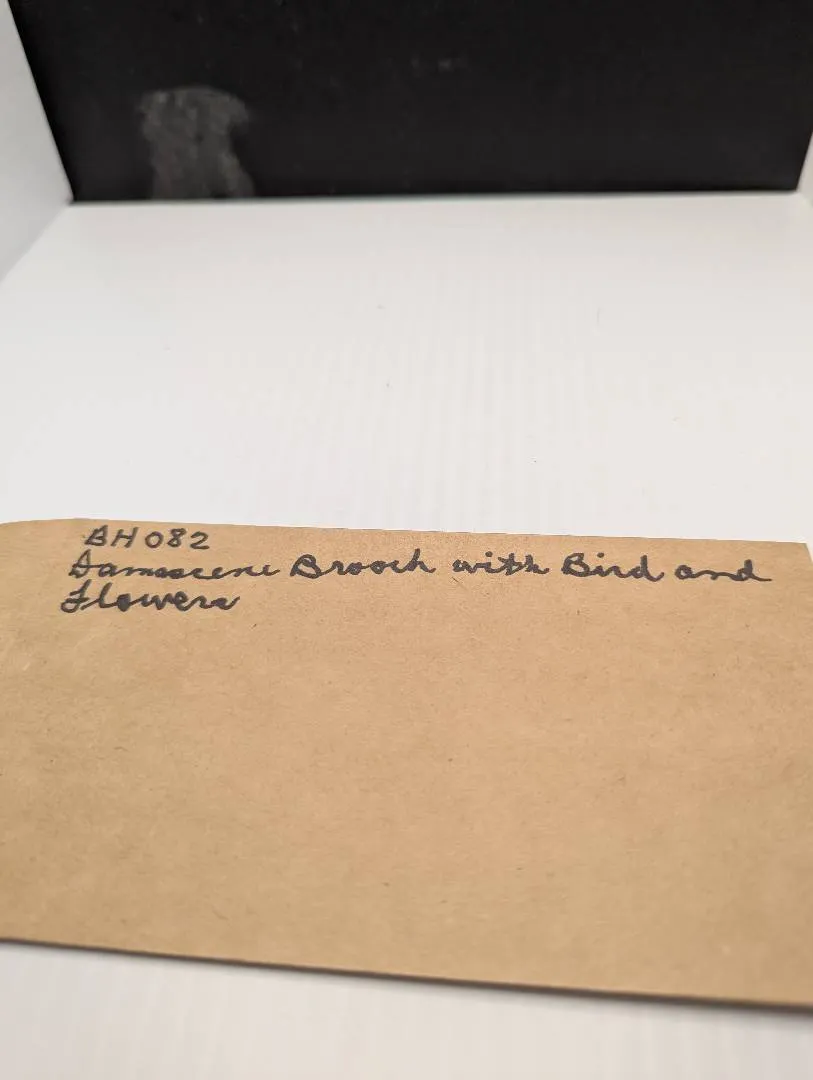 BH082
Damascene Brooch with Bird and
Flowers